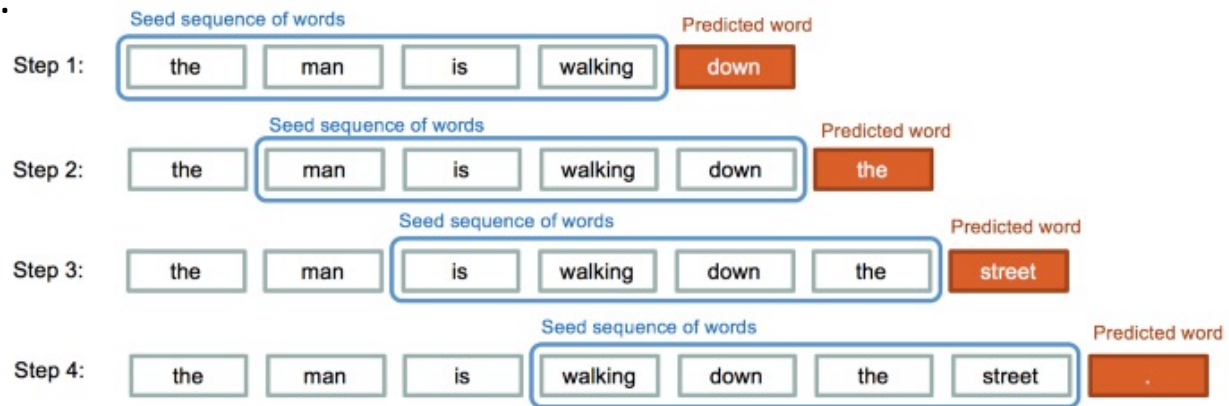 .
Seed sequence of words
Predicted word
Step 1: the man is walking down
Seed sequence of words
Predicted word
Step 2: the man is walking down the
Seed sequence of words
Predicted word
Step 3: the man is walking down the street
Seed sequence of words
Predicted word
Step 4: the man is walking down the street .